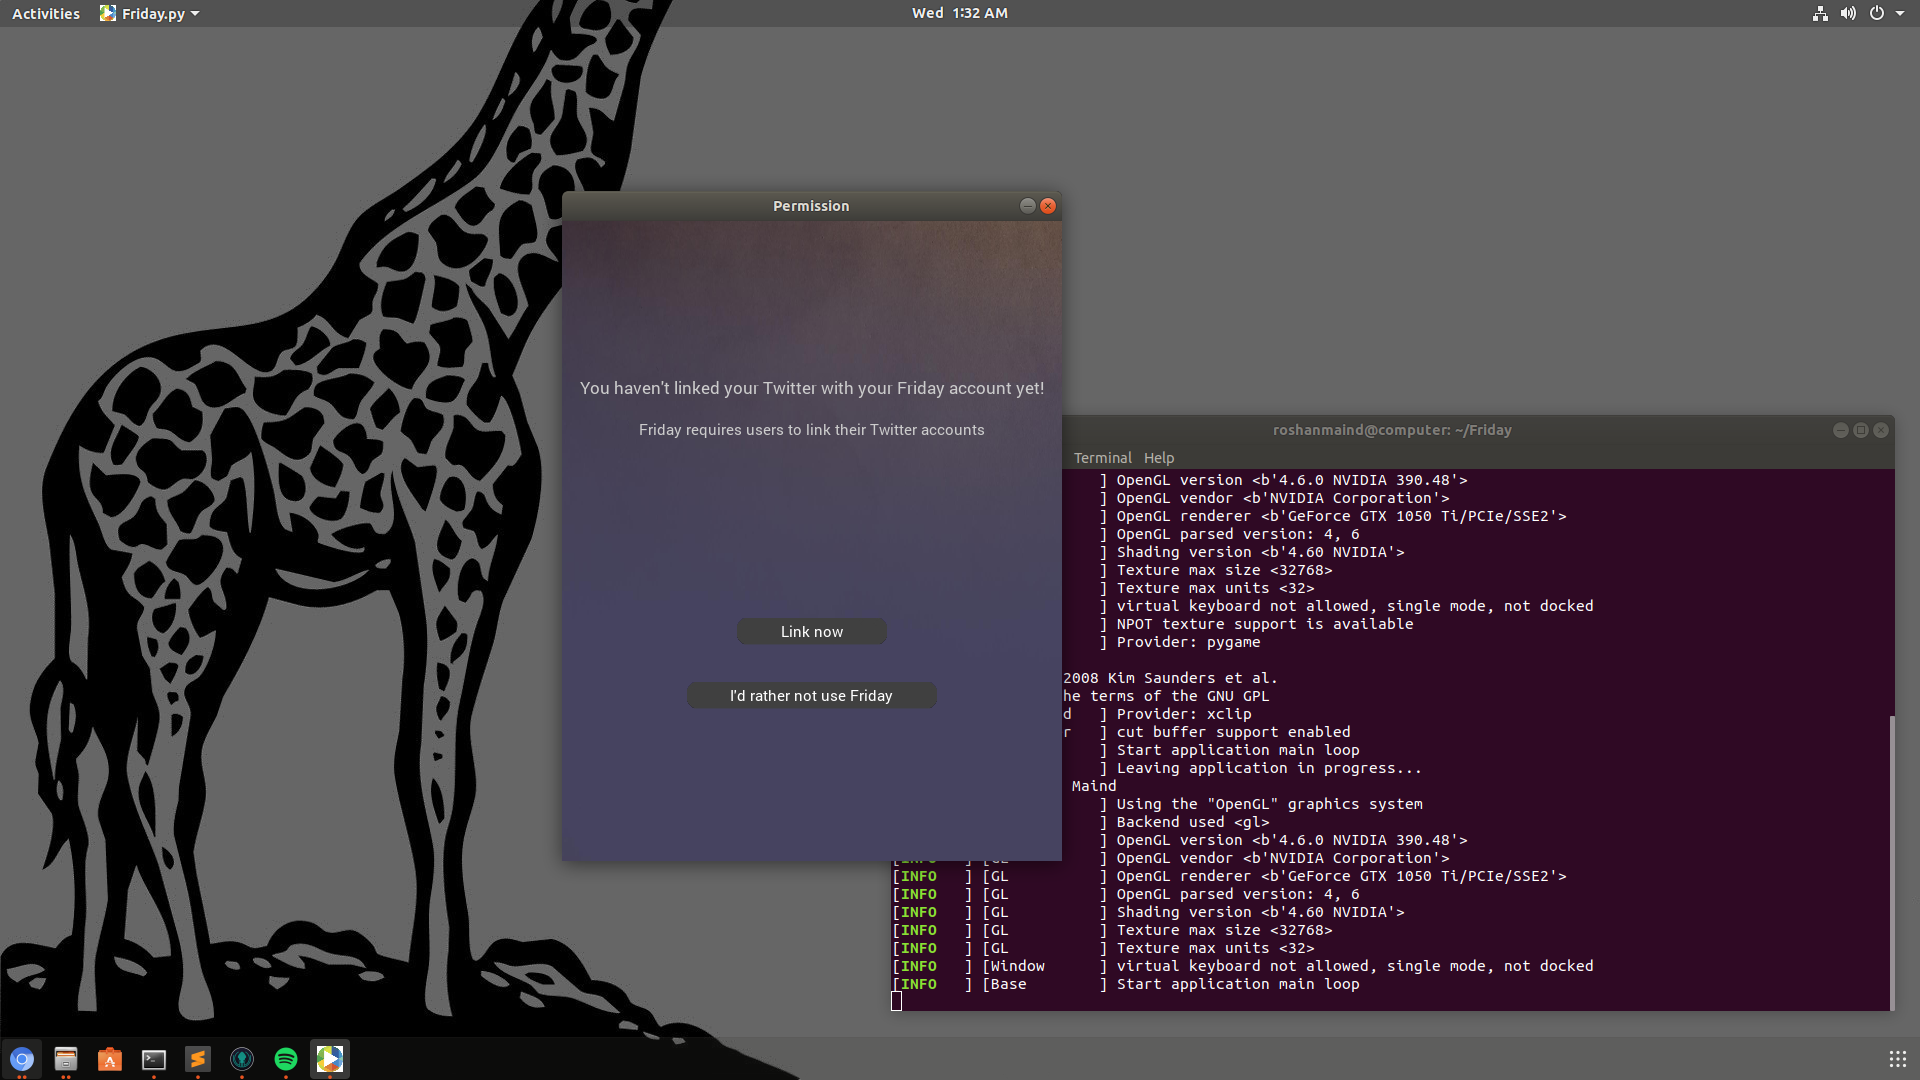 Activities
Friday.py
Wed 1:32 AM
Permission
You haven't linked your Twitter with your Friday account yet!
Friday requires users to link their Twitter accounts
Link now
I'd rather not use Friday
roshanmaind@computer: ~/Friday
Terminal Help
] OpenGL version <b'4.6.0 NVIDIA 390.48'>
] OpenGL vendor <b'NVIDIA Corporation'>
] OpenGL renderer <b'GeForce GTX 1050 Ti/PCIe/SSE2'>
] OpenGL parsed version: 4, 6
] Shading version <b'4.60 NVIDIA'>
] Texture max size <32768>
] Texture max units <32>
] virtual keyboard not allowed, single mode, not docked
] NPOT texture support is available
] Provider: pygame
2008 Kim Saunders et al.
he terms of the GNU GPL
d ] Provider: xclip
r ] cut buffer support enabled
] Start application main loop
] Leaving application in progress...
Maind
] Using the "OpenGL" graphics system
] Backend used <gl>
] OpenGL version <b'4.6.0 NVIDIA 390.48'>
[INFO ] [GL ] OpenGL vendor <b'NVIDIA Corporation'>
[INFO ] [GL ] OpenGL renderer <b'GeForce GTX 1050 Ti/PCIe/SSE2'>
[INFO ] [GL ] OpenGL parsed version: 4, 6
[INFO ] [GL ] Shading version <b'4.60 NVIDIA'>
[INFO ] [GL ] Texture max size <32768>
[INFO ] [GL ] Texture max units <32>
[INFO ] [Window ] virtual keyboard not allowed, single mode, not docked
[INFO ] [Base ] Start application main loop